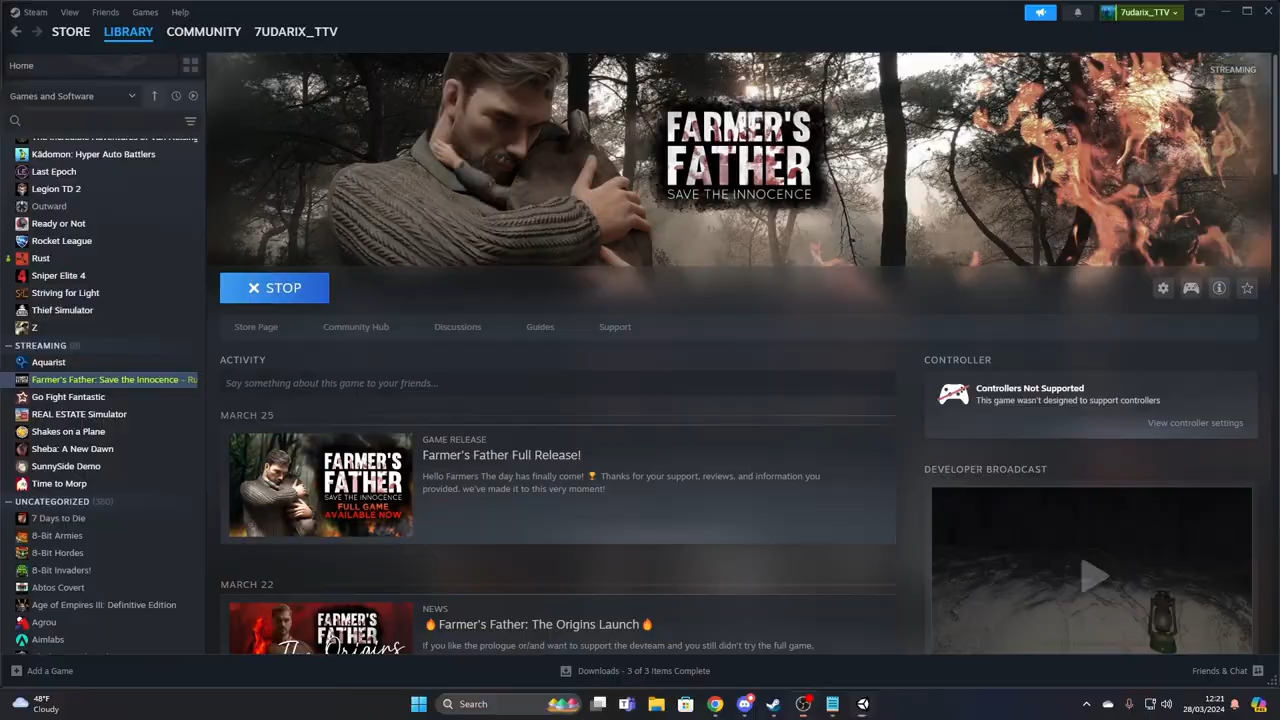 Steam View Friends Games Help
7udarix_TTV
STORE LIBRARY COMMUNITY 7UDARIX_TTV
Home
STREAMING
Games and Software
FARMER'S
FATHER
SAVE THE INNOCENCE
Kādomon: Hyper Auto Battlers
Last Epoch
Legion TD 2
Outward
Ready or Not
Rocket League
Rust
Sniper Elite 4
Striving for Light
Thief Simulator
Z
STREAMING
Aquarist
Farmer's Father: Save the Innocence – Ru
Go Fight Fantastic
REAL ESTATE Simulator
Shakes on a Plane
Sheba: A New Dawn
SunnySide Demo
Time to Morp
UNCATEGORIZED (380)
7 Days to Die
8-Bit Armies
8-Bit Hordes
8-Bit Invaders!
Abtos Covert
Age of Empires III: Definitive Edition
Agrou
Aimlabs
STOP
Store Page Community Hub Discussions Guides Support
ACTIVITY
Say something about this game to your friends...
MARCH 25
FARMER'S
FATHER
SAVE THE INNOCENCE
FULL GAME
AVAILABLE NOW
GAME RELEASE
Farmer's Father Full Release!
Hello Farmers The day has finally come! 🏆 Thanks for your support, reviews, and information you
provided. we've made it to this very moment!
MARCH 22
FARMER'S
FATHER
The Origins
NEWS
🔥Farmer's Father: The Origins Launch🔥
If you like the prologue or/and want to support the devteam and you still didn't try the full game,
CONTROLLER
Controllers Not Supported
This game wasn't designed to support controllers
View controller settings
DEVELOPER BROADCAST
Add a Game
Downloads - 3 of 3 Items Complete
Friends & Chat
48°F
Cloudy
Search
12:21
28/03/2024